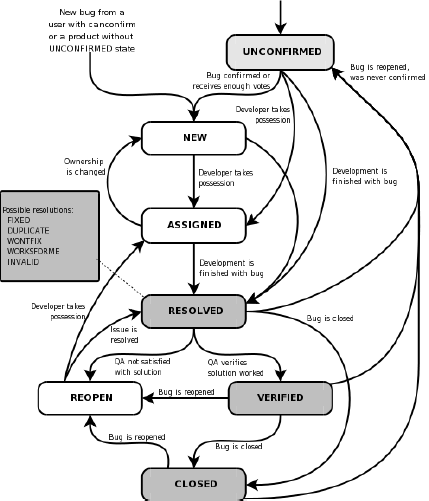 New bug from a
user with canconfirm
or a product without
UNCONFIRMED state
UNCONFIRMED
Bug is reopened,
was never confirmed
Bug confirmed or
receives enough votes
Developer takes
possession
NEW
Ownership
is changed
Developer takes
possession
Development is
finished with bug
Possible resolutions:
FIXED
DUPLICATE
WONTFIX
WORKSFORME
INVALID
ASSIGNED
Development is
finished with bug
Developer takes
possession
RESOLVED
Issue is
resolved
Bug is closed
QA not satisfied
with solution
QA verifies
solution worked
REOPEN
Bug is reopened
VERIFIED
Bug is reopened
Bug is closed
CLOSED